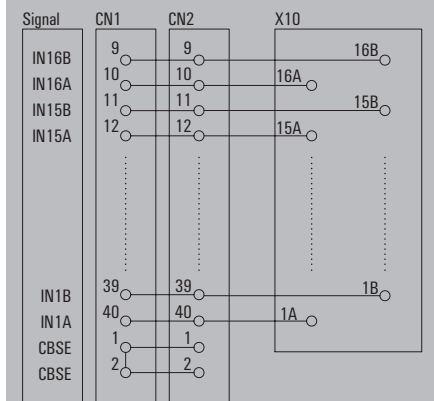 Signal CN1 CN2 X10
IN16B 9 9 16B
IN16A 10 10 16A
IN15B 11 11 15B
IN15A 12 12 15A
IN1B 39 39 1B
IN1A 40 40 1A
CBSE 1 1
CBSE 2 2